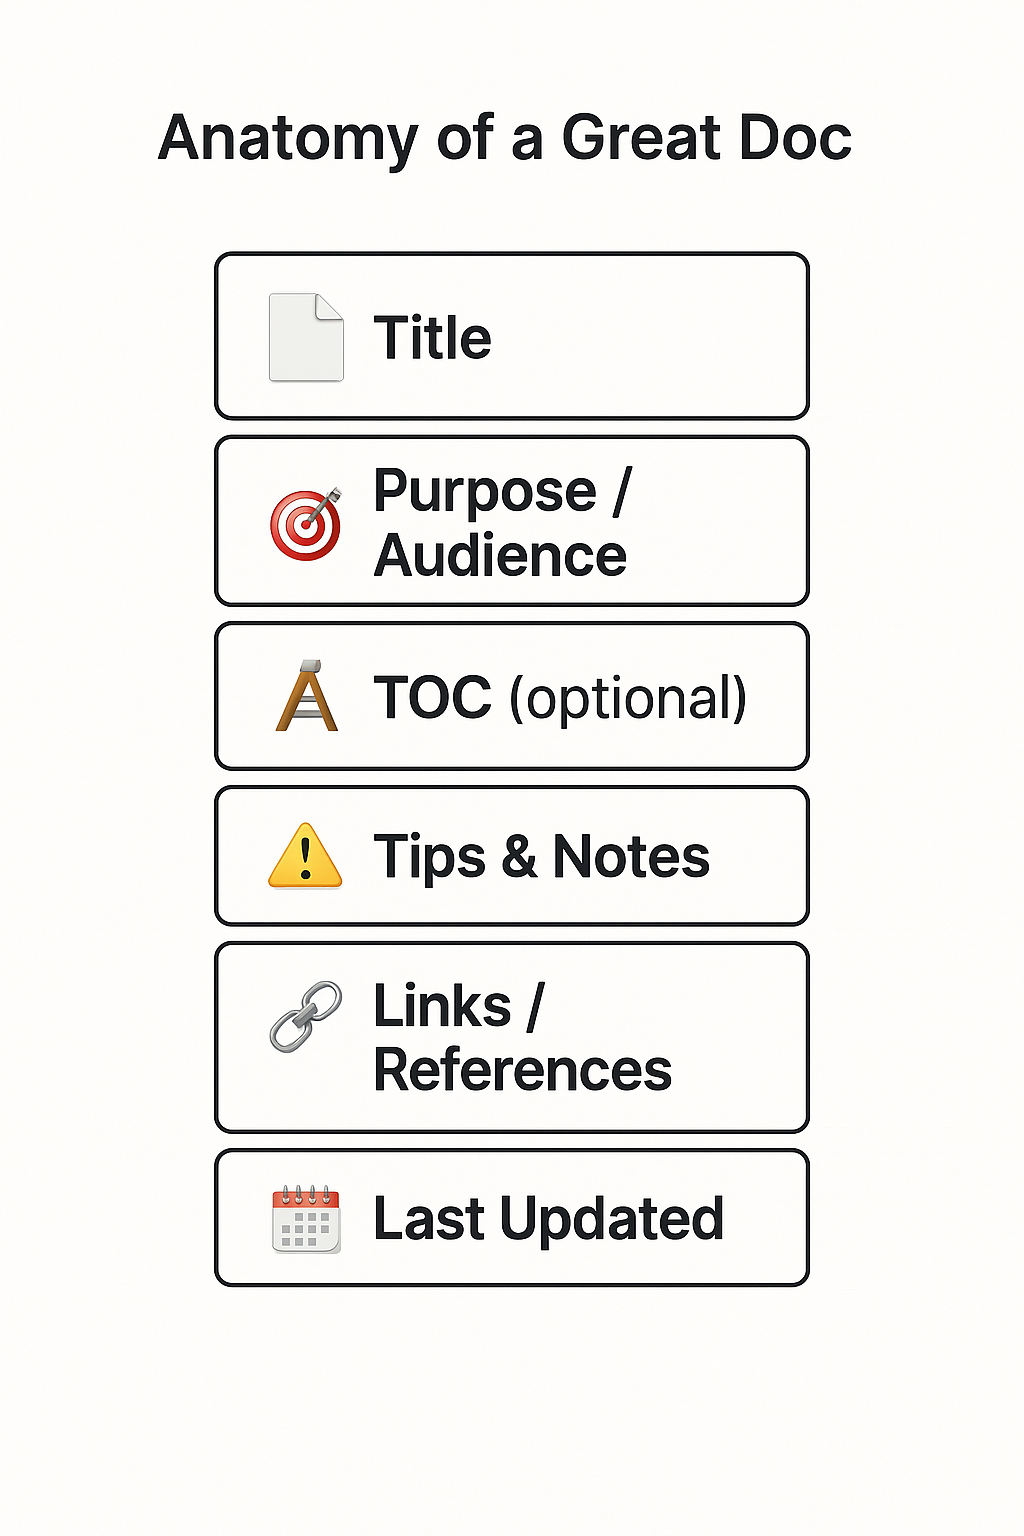 Anatomy of a Great Doc
Title
Purpose /
Audience
TOC (optional)
Tips & Notes
Links /
References
Last Updated